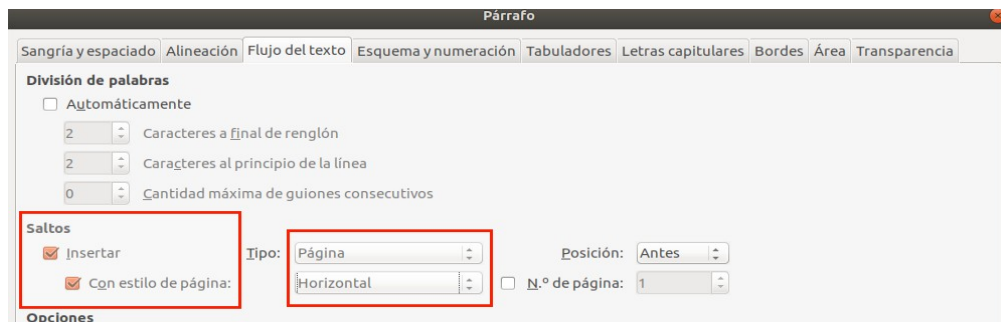 Párrafo
Sangría y espaciado Alineación Flujo del texto Esquema y numeración Tabuladores Letras capitulares Bordes Área Transparencia
División de palabras
Automáticamente
2 Caracteres a final de renglón
2 Caracteres al principio de la línea
0 Cantidad máxima de guiones consecutivos
Saltos
Insertar Tipo: Página Posición: Antes
Con estilo de página: Horizontal N.º de página: 1
Opciones